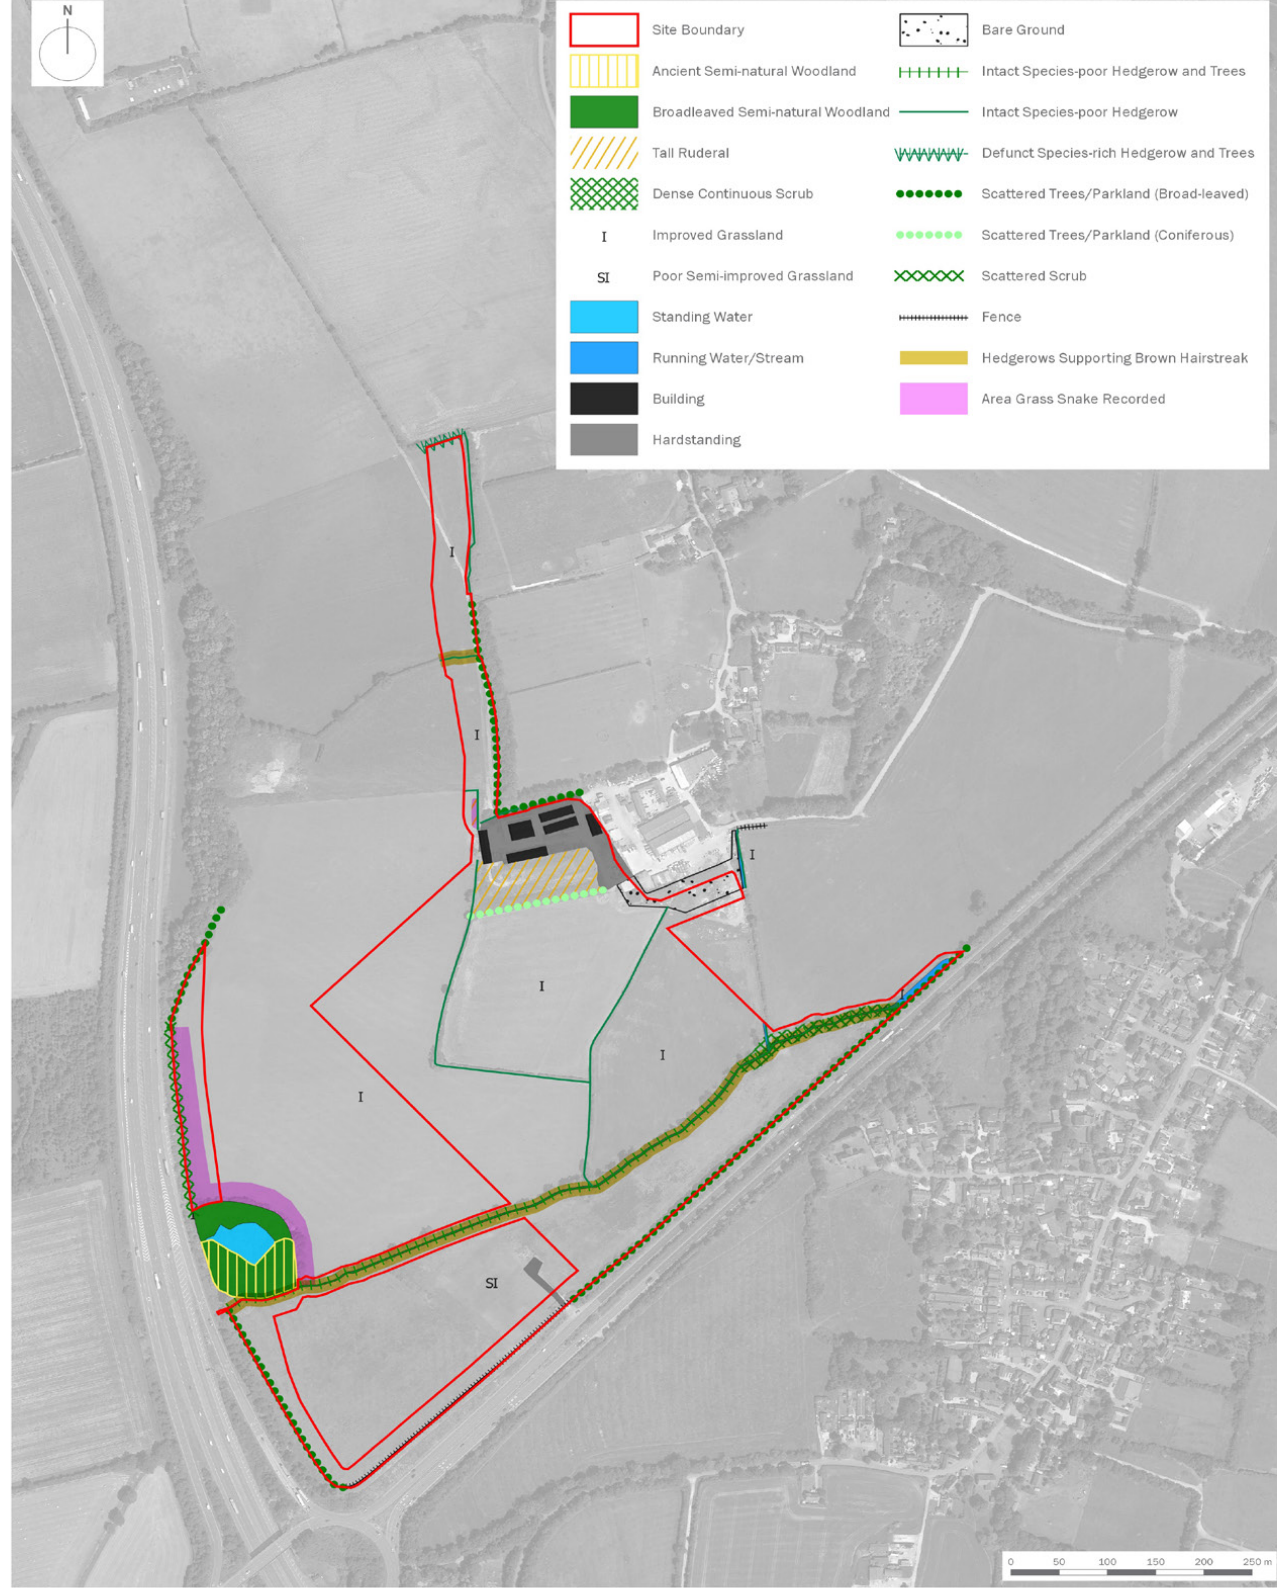 N
Site Boundary
Ancient Semi-natural Woodland
Broadleaved Semi-natural Woodland
Tall Ruderal
Dense Continuous Scrub
I Improved Grassland
SI Poor Semi-improved Grassland
Standing Water
Running Water/Stream
Building
Hardstanding
Bare Ground
Intact Species-poor Hedgerow and Trees
Intact Species-poor Hedgerow
Defunct Species-rich Hedgerow and Trees
Scattered Trees/Parkland (Broad-leaved)
Scattered Trees/Parkland (Coniferous)
Scattered Scrub
Fence
Hedgerows Supporting Brown Hairstreak
Area Grass Snake Recorded
I
I
I
I
I
I
I
SI
0 50 100 150 200 250 m